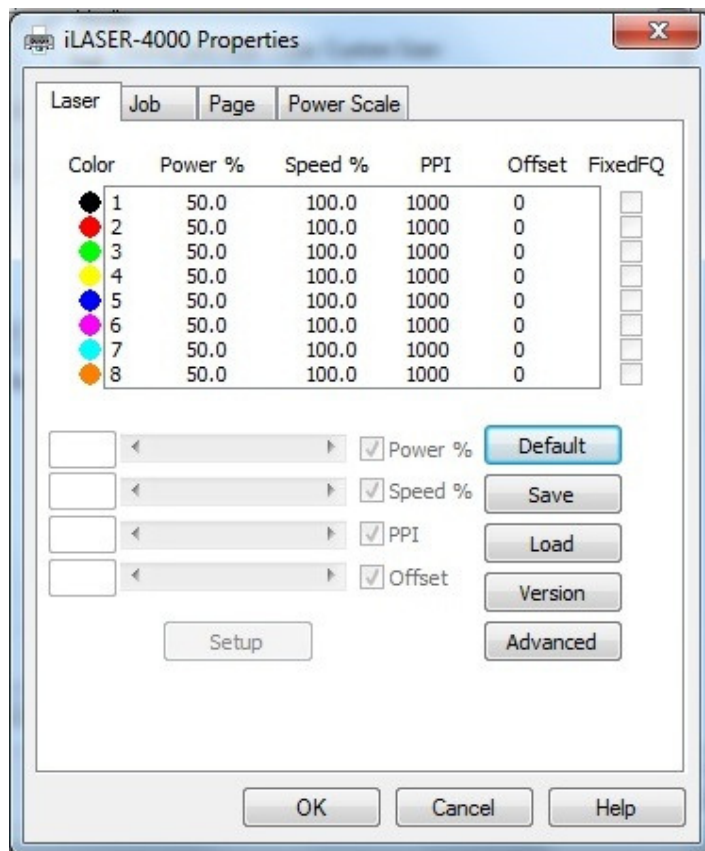 iLASER-4000 Properties
Laser Job Page Power Scale
Color Power % Speed % PPI Offset FixedFQ
1 50.0 100.0 1000 0
2 50.0 100.0 1000 0
3 50.0 100.0 1000 0
4 50.0 100.0 1000 0
5 50.0 100.0 1000 0
6 50.0 100.0 1000 0
7 50.0 100.0 1000 0
8 50.0 100.0 1000 0
Power % Default
Speed % Save
PPI Load
Offset Version
Setup Advanced
OK Cancel Help